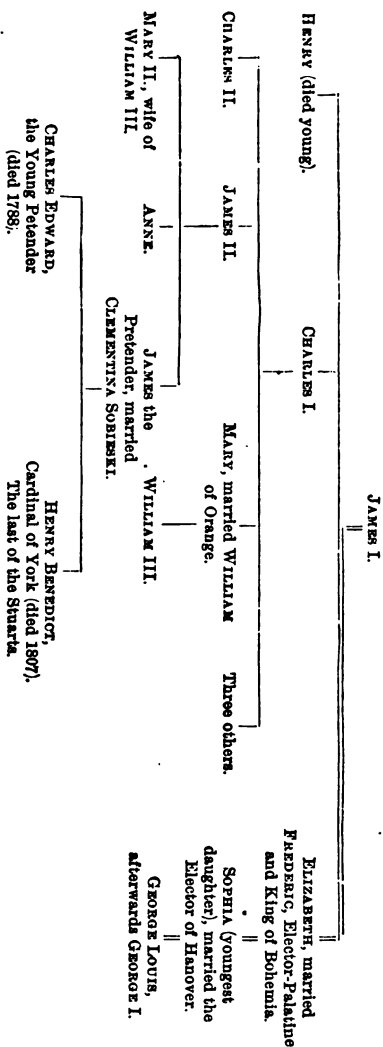 JAMES I.
HENRY (died young).
CHARLES I.
ELIZABETH, married
FREDERIC, Elector-Palatine
and King of Bohemia.
CHARLES II.
JAMES II.
MARY, married WILLIAM
of Orange.
Three others.
SOPHIA (youngest
daughter), married the
Elector of Hanover.
MARY II., wife of
WILLIAM III.
ANNE.
JAMES the
Pretender, married
CLEMENTINA SOBIESKI.
WILLIAM III.
GEORGE LOUIS,
afterwards GEORGE I.
CHARLES EDWARD,
the Young Petender
(died 1788;.
HENRY BENEDICT,
Cardinal of York (died 1807).
The last of the Stuarts.